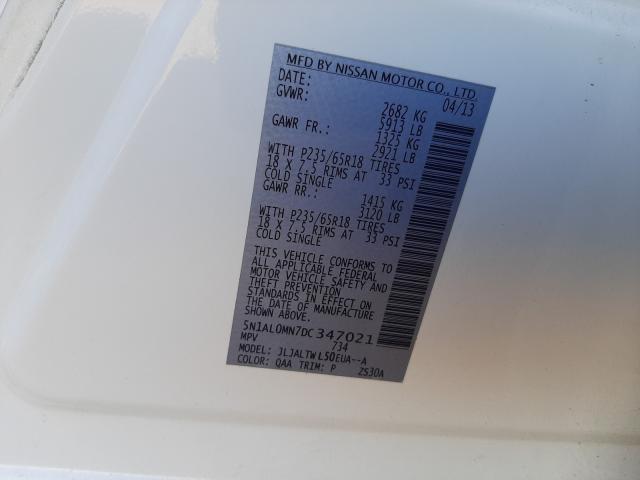 MFD BY NISSAN MOTOR CO., LTD.
DATE: 04/13
GVWR: 2682 KG
5913 LB
GAWR FR.: 1325 KG
2921 LB
WITH P235/65R18 TIRES
18 X 7.5 RIMS AT 33 PSI
COLD SINGLE
GAWR RR.: 1415 KG
3120 LB
WITH P235/65R18 TIRES
18 X 7.5 RIMS AT 33 PSI
COLD SINGLE
THIS VEHICLE CONFORMS TO
ALL APPLICABLE FEDERAL
MOTOR VEHICLE SAFETY AND
THEFT PREVENTION
STANDARDS IN EFFECT ON
THE DATE OF MANUFACTURE
SHOWN ABOVE.
5N1AL0MN7DC347021
MPV 734
MODEL: JLJALTWL50EUA--A
COLOR: QAA TRIM: P ZS30A